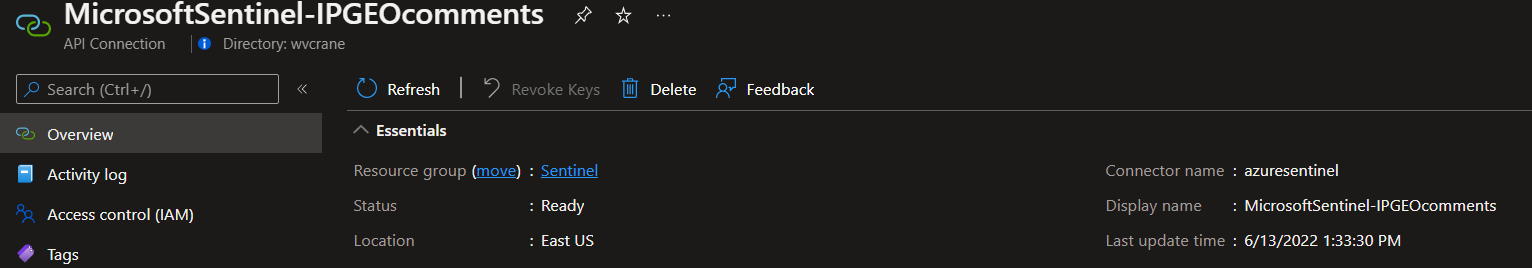 MicrosoftSentinel-IPGEOcomments
API Connection
Directory: wvcrane
Search (Ctrl+/)
«
Refresh
Revoke Keys
Delete
Feedback
Overview
Activity log
Access control (IAM)
Tags
Essentials
Resource group (move) : Sentinel
Status : Ready
Location : East US
Connector name : azuresentinel
Display name : MicrosoftSentinel-IPGEOcomments
Last update time : 6/13/2022 1:33:30 PM